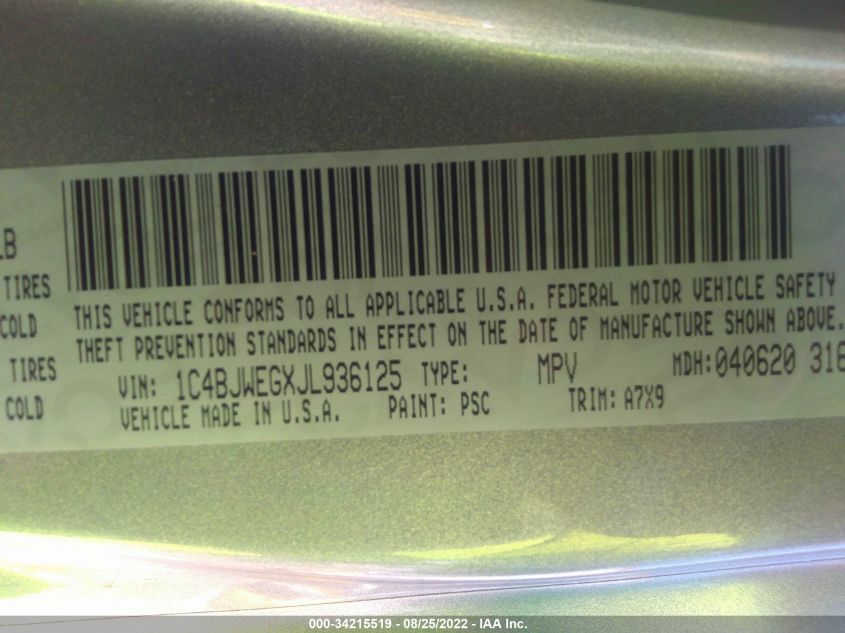 LB
TIRES
COLD
TIRES
COLD
THIS VEHICLE CONFORMS TO ALL APPLICABLE U.S.A. FEDERAL MOTOR VEHICLE SAFETY
THEFT PREVENTION STANDARDS IN EFFECT ON THE DATE OF MANUFACTURE SHOWN ABOVE.
VIN: 1C4BJWEGXJL936125 TYPE: MPV MDH: 040620 316
VEHICLE MADE IN U.S.A. PAINT: PSC TRIM: A7X9
000-34215519 - 08/25/2022 - IAA Inc.